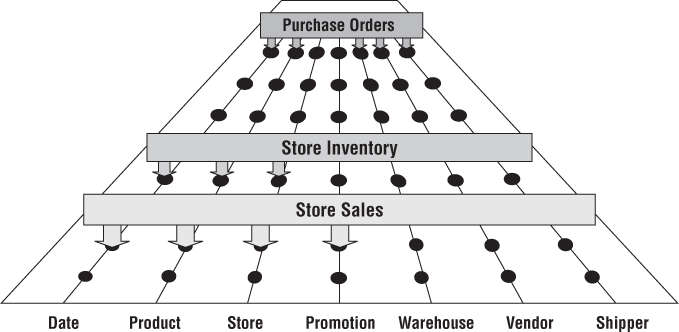 Purchase Orders
Store Inventory
Store Sales
Date Product Store Promotion Warehouse Vendor Shipper